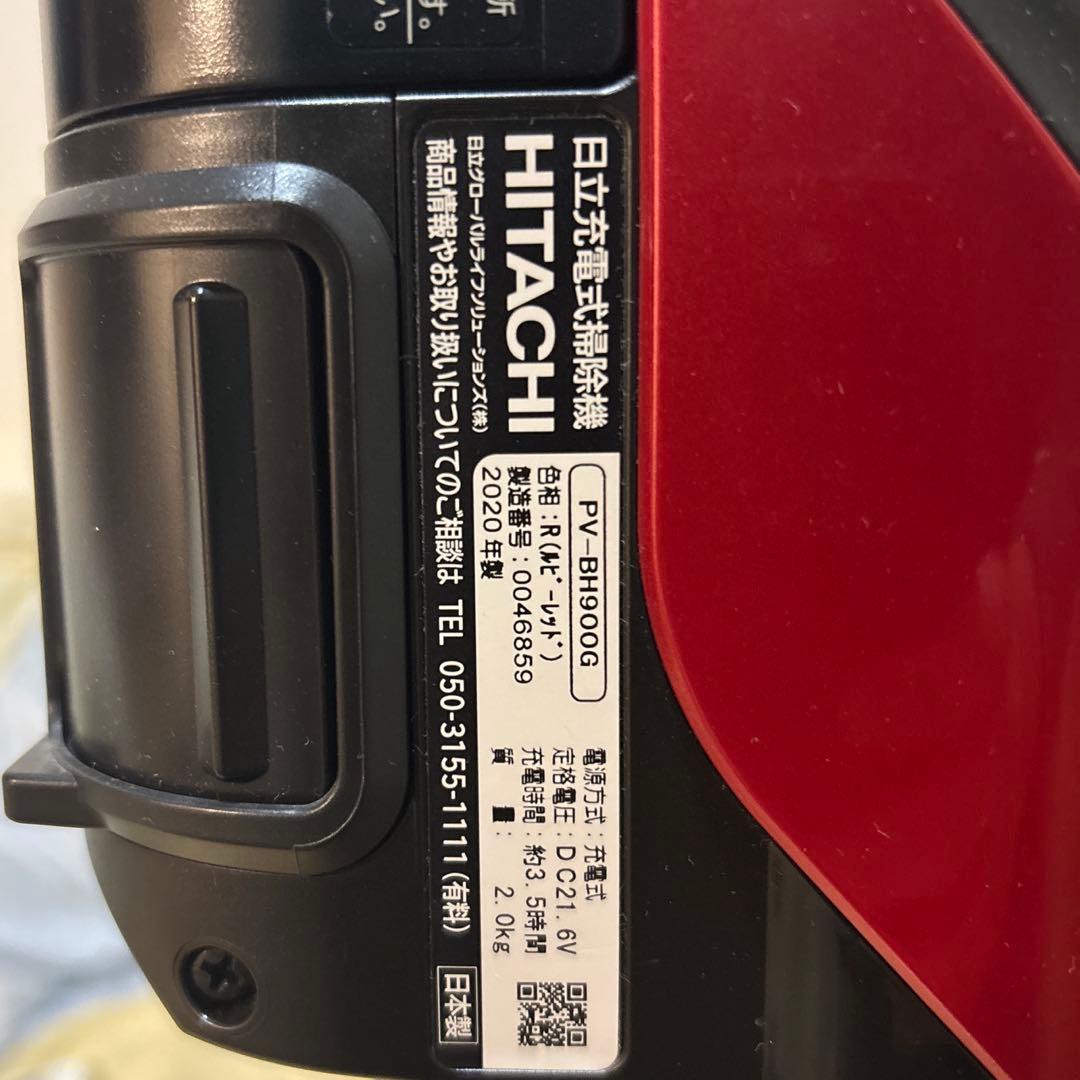 所
す。
い。
日立充電式掃除機
HITACHI
日立グローバルライフソリューションズ(株)
商品情報やお取り扱いについてのご相談は TEL 050-3155-1111(有料)
日本製
PV-BH900G
色相:R(ﾙﾋﾞｰﾚｯﾄﾞ)
製造番号:0046859
2020年製
電源方式:充電式
定格電圧:DC21.6V
充電時間:約3.5時間
質量: 2.0kg